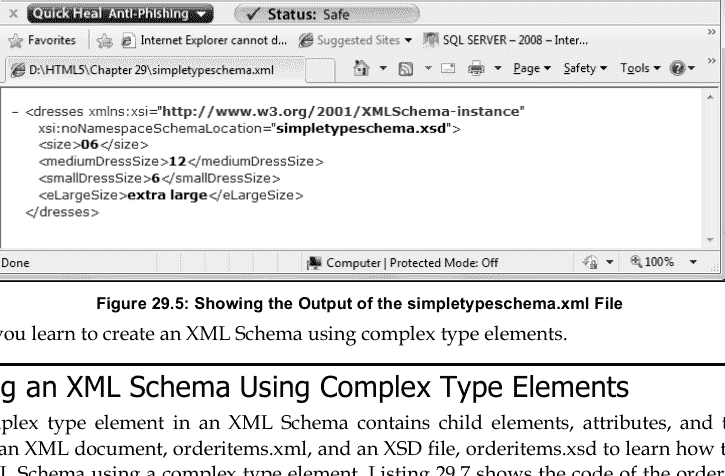 Quick Heal Anti-Phishing Status: Safe
Favorites Internet Explorer cannot d... Suggested Sites SQL SERVER – 2008 – Inter...
D:\HTML5\Chapter 29\simpletypeschema.xml Page Safety Tools
- <dresses xmlns:xsi="http://www.w3.org/2001/XMLSchema-instance"
xsi:noNamespaceSchemaLocation="simpletypeschema.xsd">
<size>06</size>
<mediumDressSize>12</mediumDressSize>
<smallDressSize>6</smallDressSize>
<eLargeSize>extra large</eLargeSize>
</dresses>
Done Computer | Protected Mode: Off 100%
Figure 29.5: Showing the Output of the simpletypeschema.xml File
you learn to create an XML Schema using complex type elements.
g an XML Schema Using Complex Type Elements
plex type element in an XML Schema contains child elements, attributes, and t
an XML document, orderitems.xml, and an XSD file, orderitems.xsd to learn how t
L Schema using a complex type element. Listing 29.7 shows the code of the order